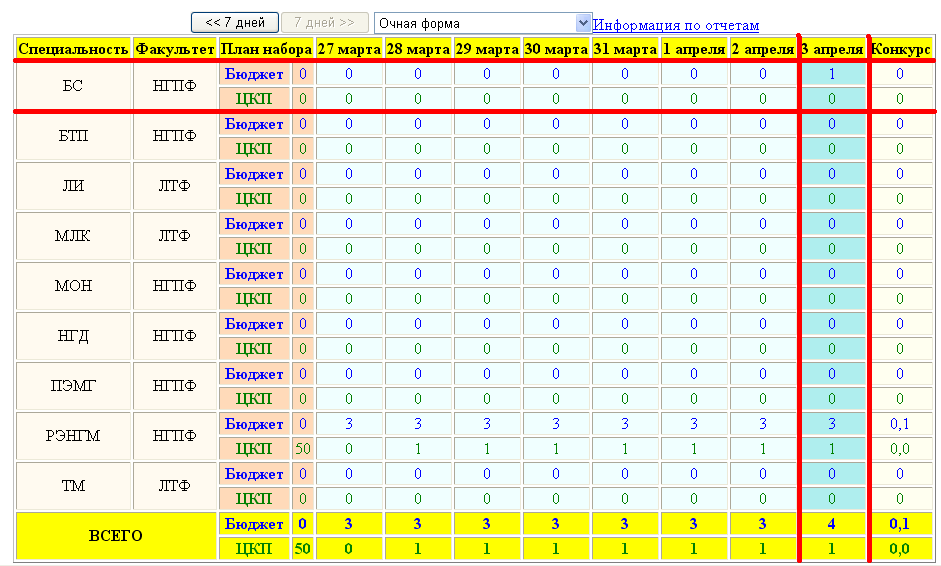 << 7 дней 7 дней >> Очная форма Информация по отчетам
Специальность Факультет План набора 27 марта 28 марта 29 марта 30 марта 31 марта 1 апреля 2 апреля 3 апреля Конкурс
БС НГПФ Бюджет 0 0 0 0 0 0 0 0 1 0
ЦКП 0 0 0 0 0 0 0 0 0 0
БТП НГПФ Бюджет 0 0 0 0 0 0 0 0 0 0
ЦКП 0 0 0 0 0 0 0 0 0 0
ЛИ ЛТФ Бюджет 0 0 0 0 0 0 0 0 0 0
ЦКП 0 0 0 0 0 0 0 0 0 0
МЛК ЛТФ Бюджет 0 0 0 0 0 0 0 0 0 0
ЦКП 0 0 0 0 0 0 0 0 0 0
МОН НГПФ Бюджет 0 0 0 0 0 0 0 0 0 0
ЦКП 0 0 0 0 0 0 0 0 0 0
НГД НГПФ Бюджет 0 0 0 0 0 0 0 0 0 0
ЦКП 0 0 0 0 0 0 0 0 0 0
ПЭМГ НГПФ Бюджет 0 0 0 0 0 0 0 0 0 0
ЦКП 0 0 0 0 0 0 0 0 0 0
РЭНГМ НГПФ Бюджет 0 3 3 3 3 3 3 3 3 0,1
ЦКП 50 0 1 1 1 1 1 1 1 0,0
ТМ ЛТФ Бюджет 0 0 0 0 0 0 0 0 0 0
ЦКП 0 0 0 0 0 0 0 0 0 0
ВСЕГО Бюджет 0 3 3 3 3 3 3 3 4 0,1
ЦКП 50 0 1 1 1 1 1 1 1 0,0